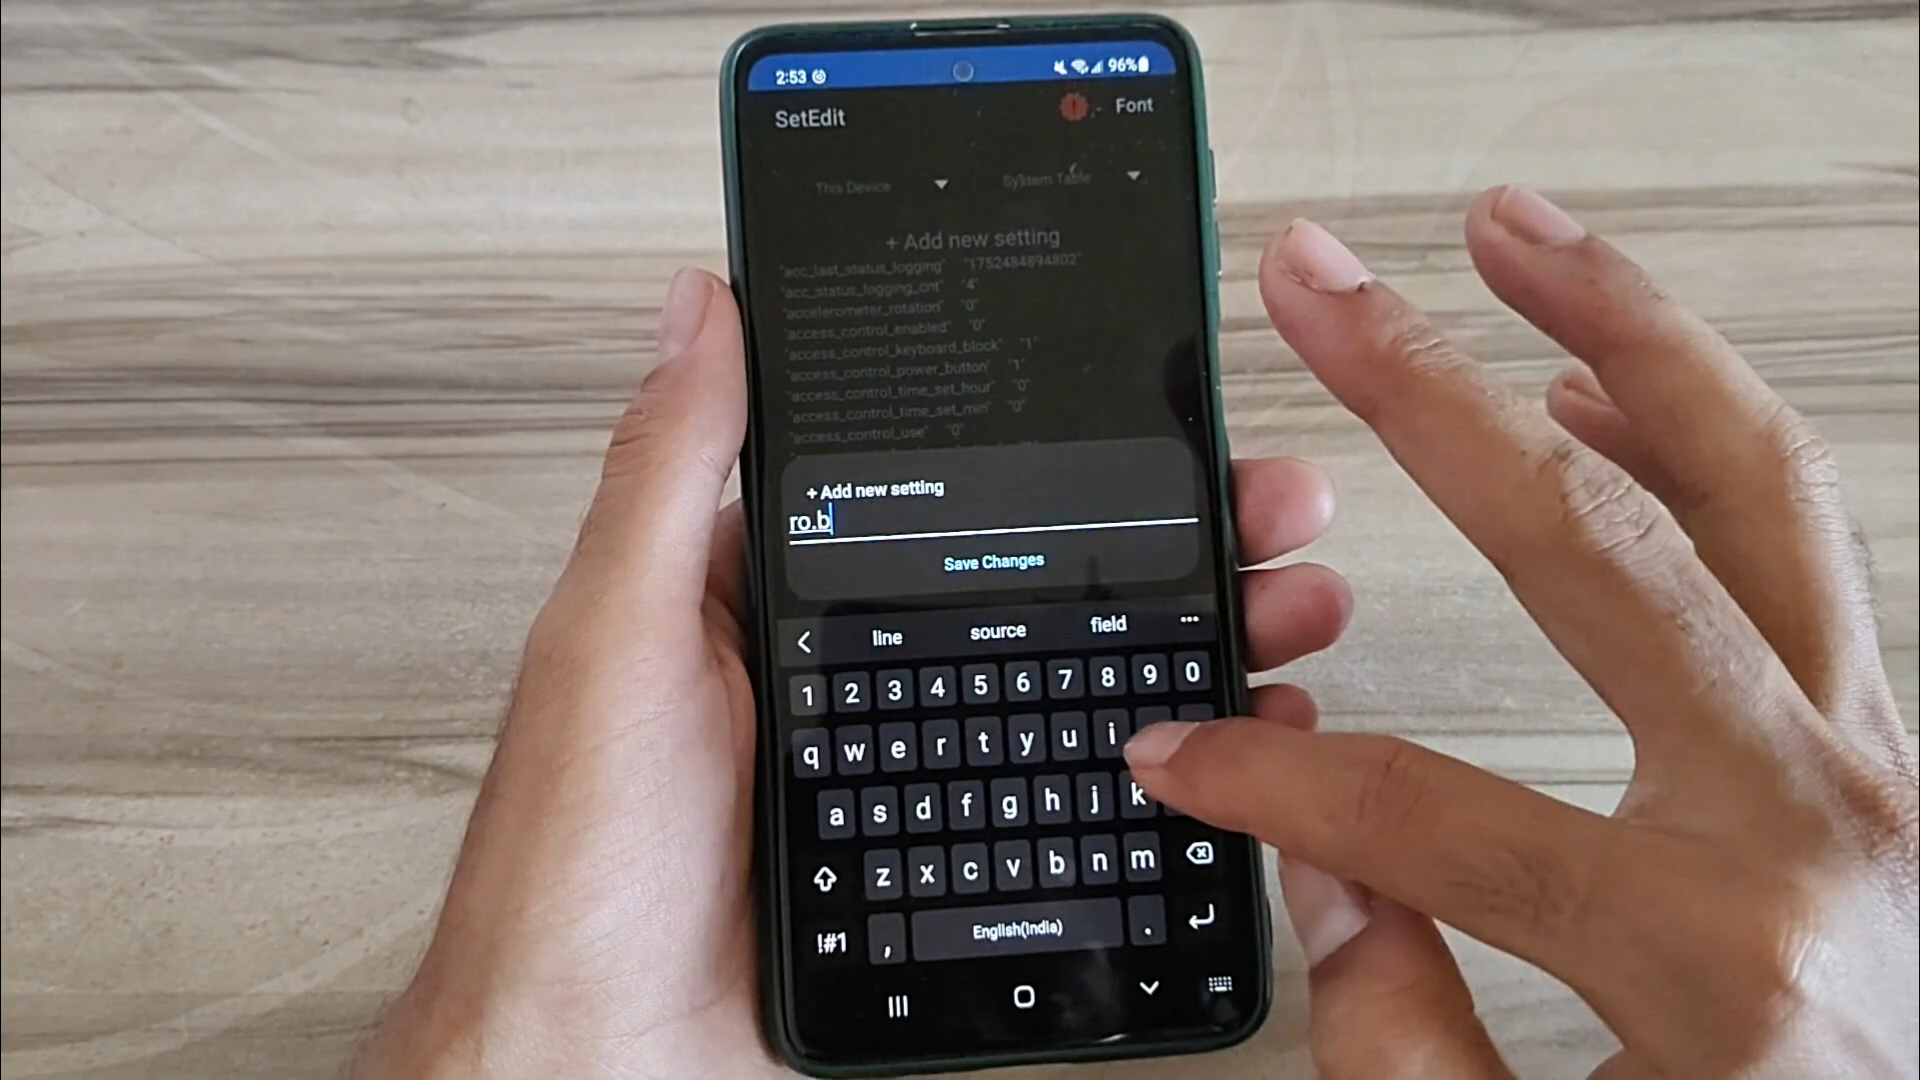 2:53 96%
SetEdit ! Font
This Device System Table
+ Add new setting
"acc_last_status_logging" "1752484894802"
"acc_status_logging_cnt" "4"
"accelerometer_rotation" "0"
"access_control_enabled" "0"
"access_control_keyboard_block" "1"
"access_control_power_button" "1"
"access_control_time_set_hour" "0"
"access_control_time_set_min" "0"
"access_control_use" "0"
+ Add new setting
ro.b
Save Changes
line source field ...
1 2 3 4 5 6 7 8 9 0
q w e r t y u i
a s d f g h j k
z x c v b n m
!#1 , English(India) .